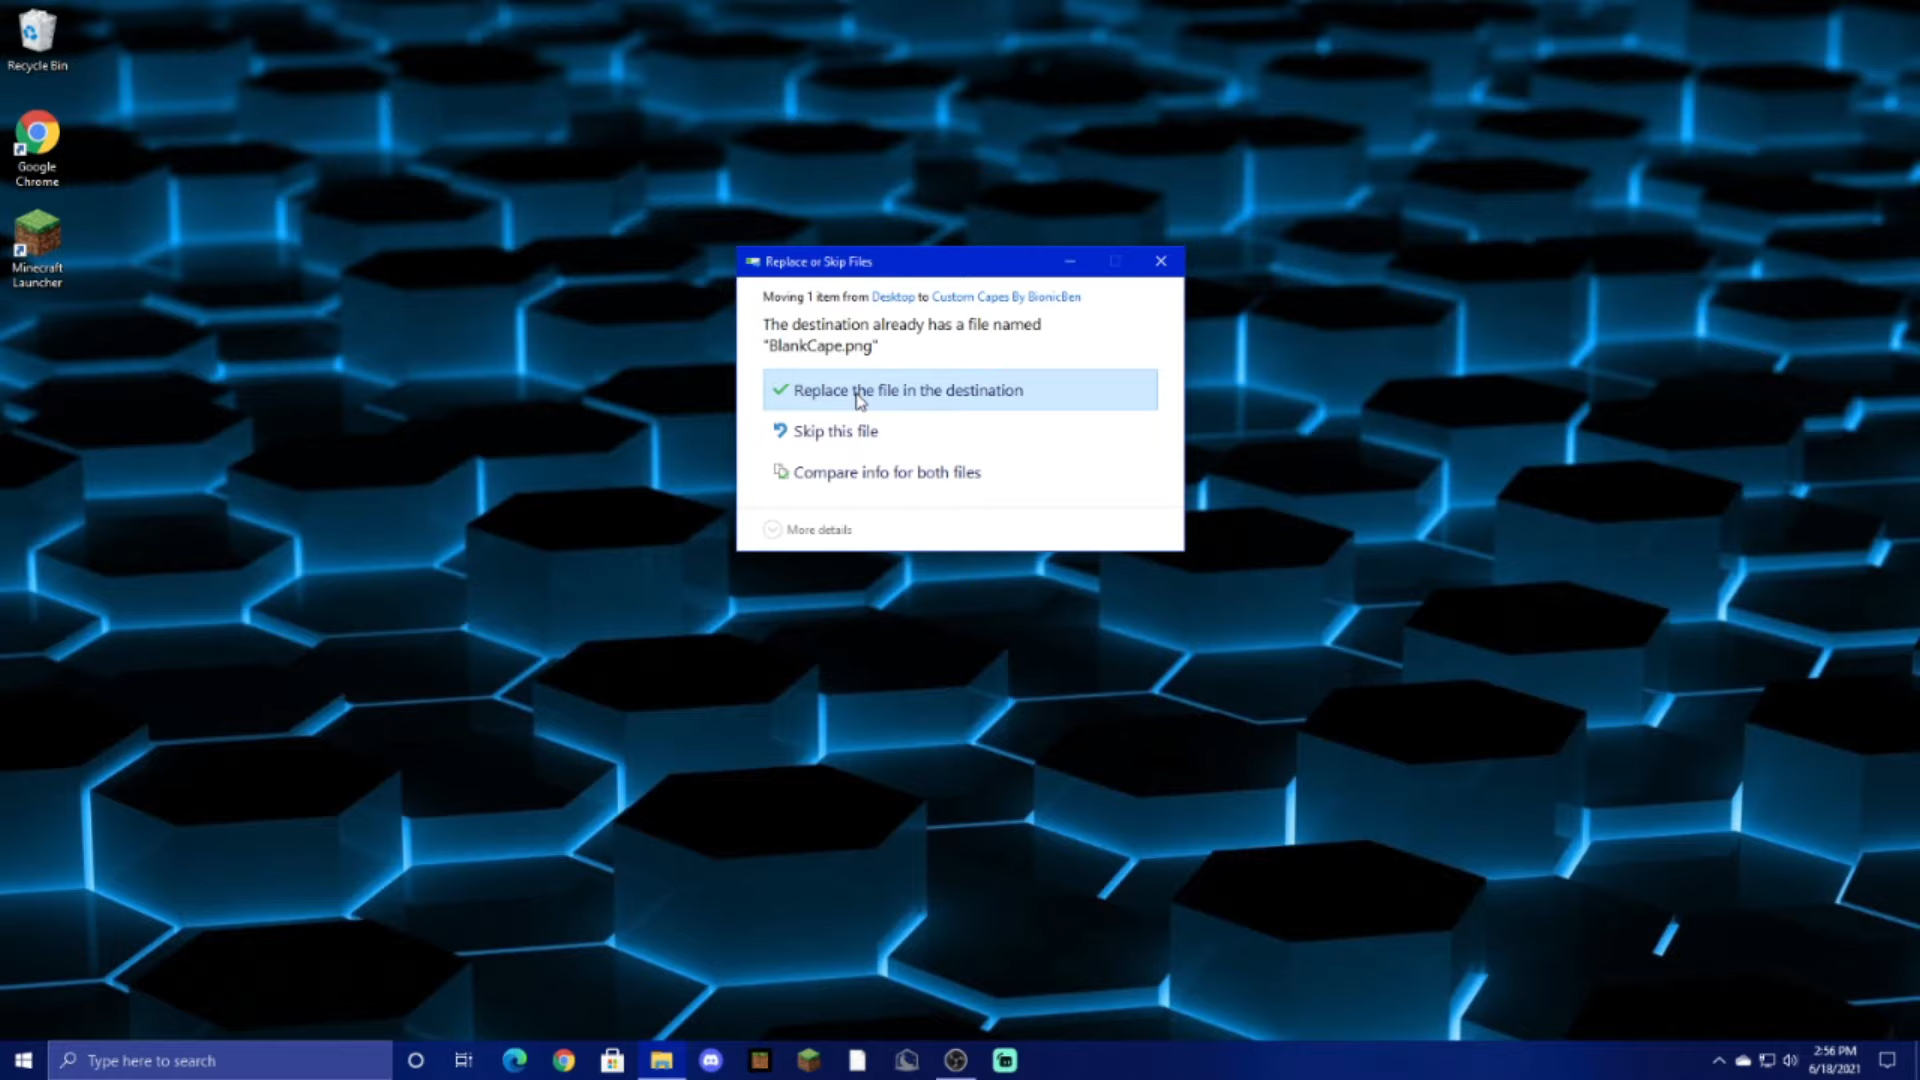 Recycle Bin
Google
Chrome
Minecraft
Launcher
Replace or Skip Files
Moving 1 item from Desktop to Custom Capes By BionicBen
The destination already has a file named
"BlankCape.png"
Replace the file in the destination
Skip this file
Compare info for both files
More details
Type here to search
2:56 PM
6/18/2021